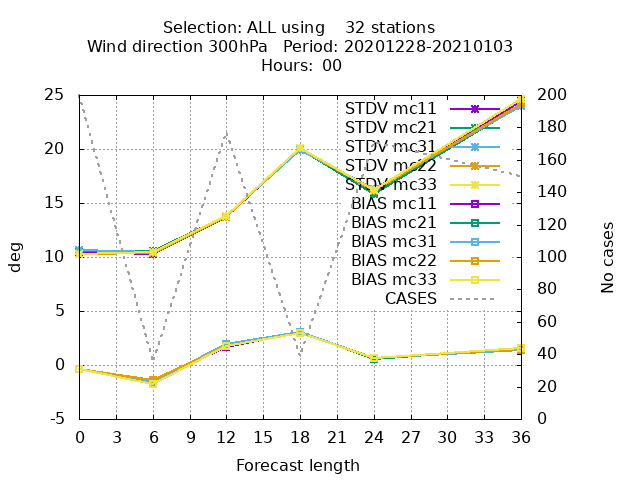 Selection: ALL using    32 stations
Wind direction 300hPa   Period: 20201228-20210103
Hours: 00
25
20
15
10
5
0
-5
deg
200
180
160
140
120
100
80
60
40
20
0
No cases
STDV mc11
STDV mc21
STDV mc31
STDV mc22
STDV mc33
BIAS mc11
BIAS mc21
BIAS mc31
BIAS mc22
BIAS mc33
CASES
0 3 6 9 12 15 18 21 24 27 30 33 36
Forecast length